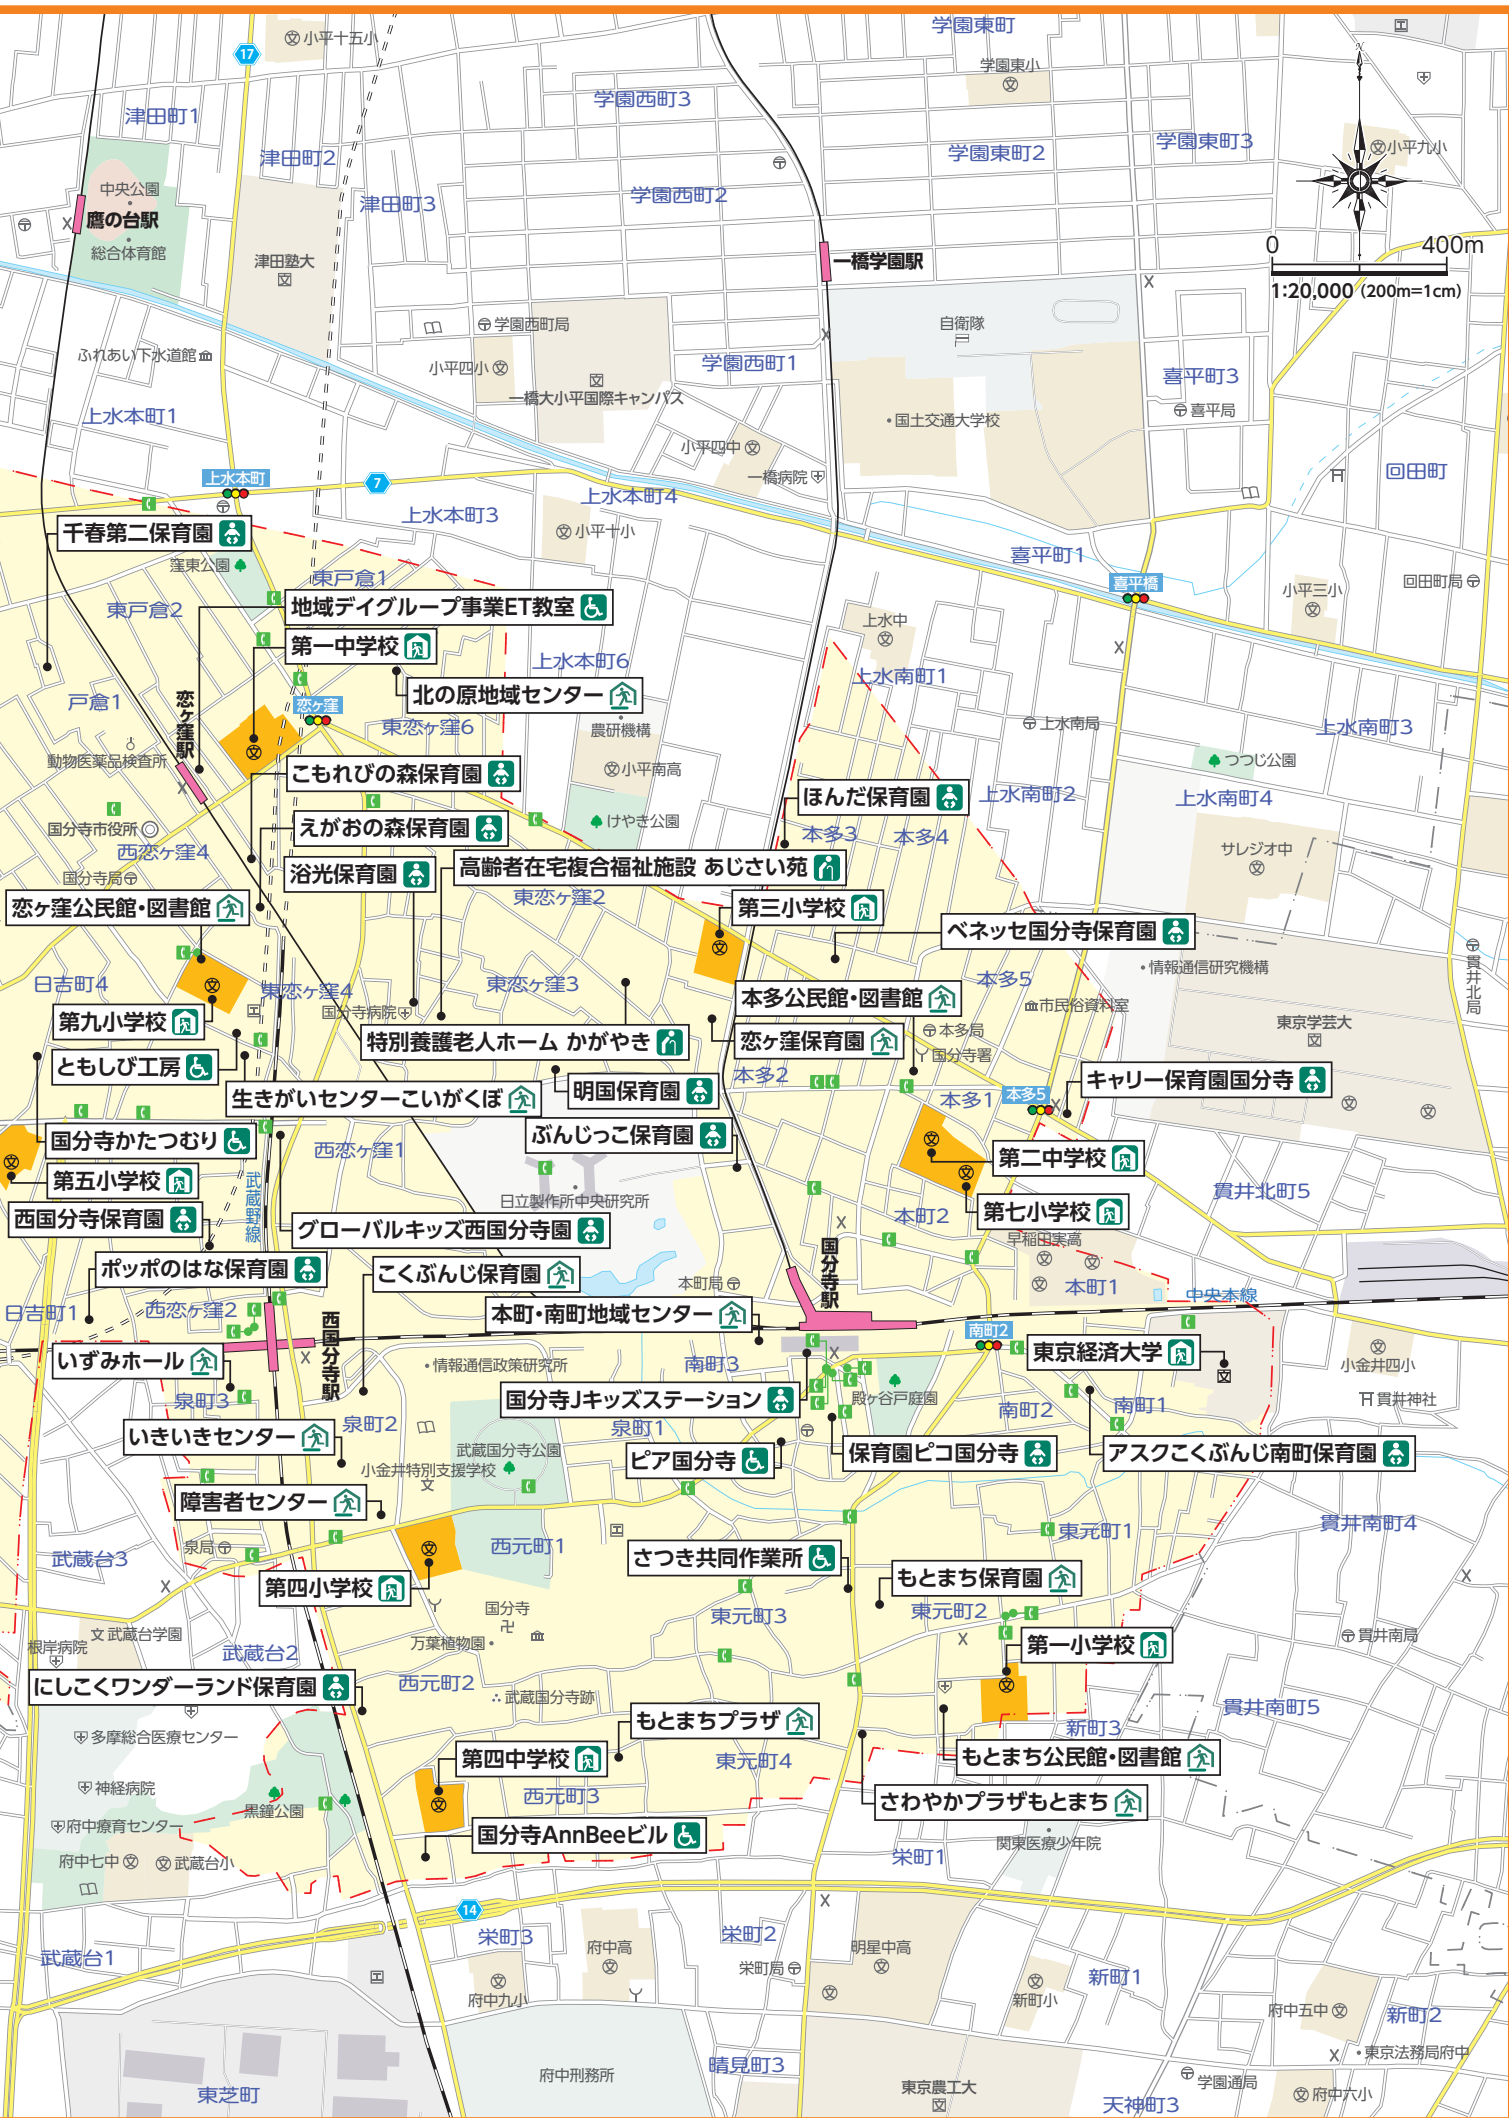 学園東町
小平十五小
17
学園東小
津田町1
学園西町3
津田町2
学園東町2
学園東町3
小平九小
中央公園
鷹の台駅
津田町3
学園西町2
総合体育館
津田塾大
一橋学園駅
N
0
400m
1:20,000 (200m=1cm)
学園西町局
自衛隊
ふれあい下水道館
小平四小
学園西町1
喜平町3
一橋大小平国際キャンパス
上水本町1
国土交通大学校
喜平局
小平四中
一橋病院
回田町
上水本町
7
上水本町4
上水本町3
小平十小
千春第二保育園
窪東公園
東戸倉1
喜平町1
喜平橋
回田町局
小平三小
東戸倉2
地域デイグループ事業ET教室
上水中
第一中学校
上水本町6
上水南町1
戸倉1
恋ヶ窪駅
北の原地域センター
恋ヶ窪
東恋ヶ窪6
農研機構
上水南局
上水南町3
動物医薬品検査所
こもれびの森保育園
小平南高
つつじ公園
ほんだ保育園
上水南町2
上水南町4
国分寺市役所
えがおの森保育園
けやき公園
本多3
本多4
西恋ヶ窪4
サレジオ中
国分寺局
浴光保育園
高齢者在宅複合福祉施設 あじさい苑
恋ヶ窪公民館・図書館
東恋ヶ窪2
第三小学校
ベネッセ国分寺保育園
貫井北局
情報通信研究機構
日吉町4
東恋ヶ窪4
東恋ヶ窪3
本多5
国分寺病院
本多公民館・図書館
市民俗資料室
第九小学校
東京学芸大
特別養護老人ホーム かがやき
恋ヶ窪保育園
本多局
国分寺署
ともしび工房
本多2
生きがいセンターこいがくぼ
明国保育園
キャリー保育園国分寺
本多1
本多5
国分寺かたつむり
西恋ヶ窪1
ぶんじっこ保育園
第二中学校
第五小学校
武蔵野線
日立製作所中央研究所
貫井北町5
西国分寺保育園
グローバルキッズ西国分寺園
本町2
第七小学校
早稲田実高
ポッポのはな保育園
こくぶんじ保育園
国分寺駅
本町局
本町1
中央本線
日吉町1
西恋ヶ窪2
本町・南町地域センター
西国分寺駅
南町2
いずみホール
情報通信政策研究所
南町3
東京経済大学
小金井四小
国分寺Jキッズステーション
殿ヶ谷戸庭園
貫井神社
泉町3
泉町2
泉町1
南町2
南町1
いきいきセンター
武蔵国分寺公園
小金井特別支援学校
ピア国分寺
保育園ピコ国分寺
アスクこくぶんじ南町保育園
障害者センター
東元町1
貫井南町4
泉局
西元町1
武蔵台3
さつき共同作業所
第四小学校
もとまち保育園
国分寺
東元町3
東元町2
武蔵台学園
万葉植物園
貫井南局
根岸病院
武蔵台2
第一小学校
にしこくワンダーランド保育園
西元町2
武蔵国分寺跡
貫井南町5
もとまちプラザ
新町3
多摩総合医療センター
第四中学校
東元町4
もとまち公民館・図書館
神経病院
西元町3
さわやかプラザもとまち
黒鐘公園
府中療育センター
国分寺AnnBeeビル
関東医療少年院
府中七中
武蔵台小
栄町1
14
武蔵台1
栄町3
府中高
栄町2
明星中高
栄町局
新町1
府中九小
新町小
府中五中
新町2
東京法務局府中
東芝町
府中刑務所
晴見町3
東京農工大
学園通局
天神町3
府中六小